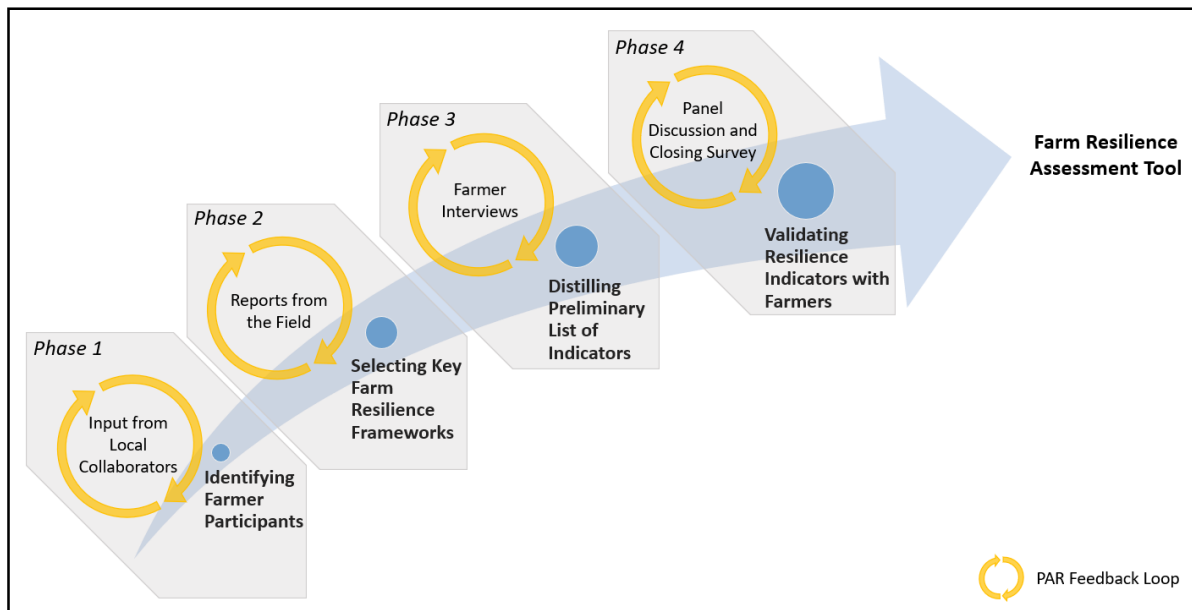 Phase 1
Input from
Local
Collaborators
Identifying
Farmer
Participants
Phase 2
Reports from
the Field
Selecting Key
Farm
Resilience
Frameworks
Phase 3
Farmer
Interviews
Distilling
Preliminary
List of
Indicators
Phase 4
Panel
Discussion and
Closing Survey
Validating
Resilience
Indicators with
Farmers
Farm Resilience
Assessment Tool
PAR Feedback Loop